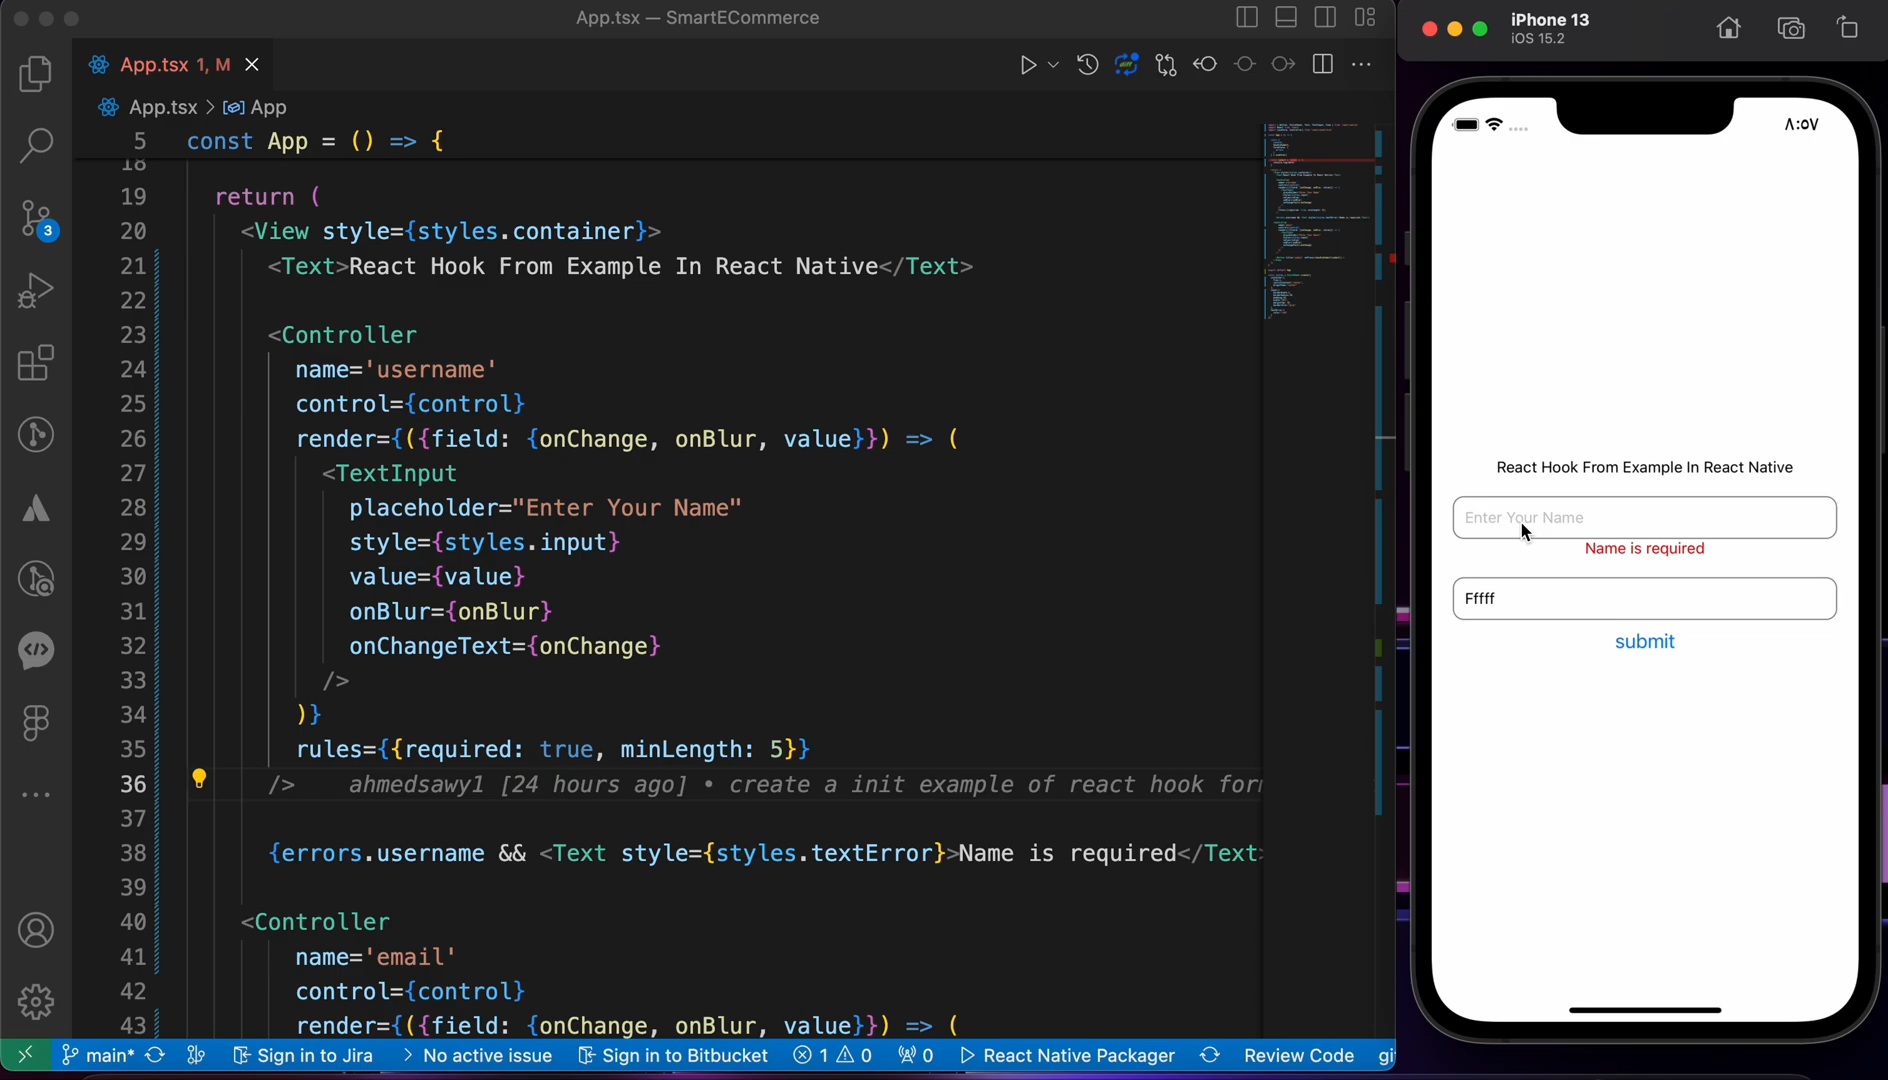 App.tsx — SmartECommerce
App.tsx 1, M
App.tsx > App
5 const App = () => {
18
19 return (
20 <View style={styles.container}>
21 <Text>React Hook From Example In React Native</Text>
22
23 <Controller
24 name='username'
25 control={control}
26 render={({field: {onChange, onBlur, value}}) => (
27 <TextInput
28 placeholder="Enter Your Name"
29 style={styles.input}
30 value={value}
31 onBlur={onBlur}
32 onChangeText={onChange}
33 />
34 )}
35 rules={{required: true, minLength: 5}}
36 /> ahmedsawy1 [24 hours ago] • create a init example of react hook for
37
38 {errors.username && <Text style={styles.textError}>Name is required</Text>
39
40 <Controller
41 name='email'
42 control={control}
43 render={({field: {onChange, onBlur, value}}) => (
3
main* Sign in to Jira > No active issue Sign in to Bitbucket 1 0 0 React Native Packager Review Code gi
iPhone 13
iOS 15.2
٨:٥٧
React Hook From Example In React Native
Enter Your Name
Name is required
Fffff
submit